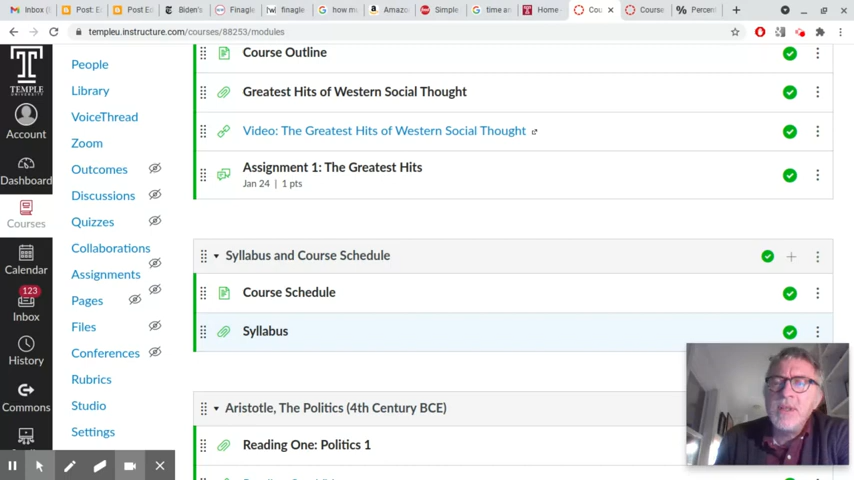 Inbox (
Post: E
Post Ed
Biden's
Finagle
finagle
how mu
Amazo
Simple
time an
Home -
Cou
Course
Percent
templeu.instructure.com/courses/88253/modules
TEMPLE
UNIVERSITY
Account
Dashboard
Courses
Calendar
123
Inbox
History
Commons
People
Library
VoiceThread
Zoom
Outcomes
Discussions
Quizzes
Collaborations
Assignments
Pages
Files
Conferences
Rubrics
Studio
Settings
Course Outline
Greatest Hits of Western Social Thought
Video: The Greatest Hits of Western Social Thought
Assignment 1: The Greatest Hits
Jan 24 | 1 pts
Syllabus and Course Schedule
Course Schedule
Syllabus
Aristotle, The Politics (4th Century BCE)
Reading One: Politics 1